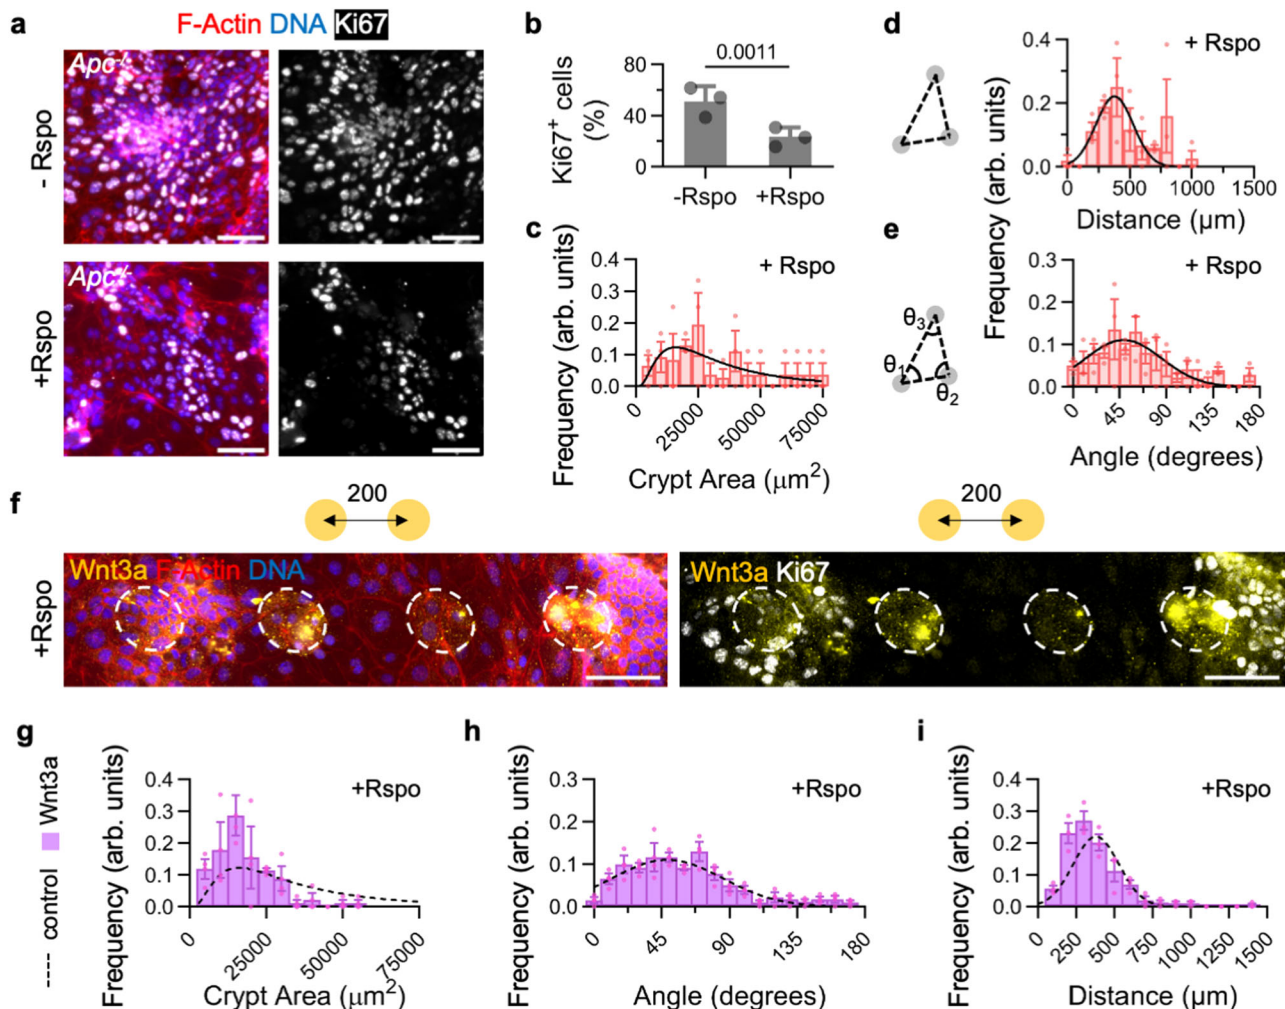 a
F-Actin DNA Ki67
Apc-/-
- Rspo
Apc-/-
+Rspo
b
0.0011
Ki67+ cells
(%)
80
40
0
-Rspo +Rspo
c
+ Rspo
Frequency (arb. units)
0.4
0.3
0.2
0.1
0.0
0 25000 50000 75000
Crypt Area (μm2)
d
+ Rspo
Frequency (arb. units)
0.4
0.2
0.0
0 500 1000 1500
Distance (μm)
e
θ3
θ1
θ2
+ Rspo
0.3
0.2
0.1
0.0
0 45 90 135 180
Angle (degrees)
f
200
200
+Rspo
Wnt3a F-Actin DNA
Wnt3a Ki67
g
---- control Wnt3a
Frequency (arb. units)
+Rspo
0.4
0.3
0.2
0.1
0.0
0 25000 50000 75000
Crypt Area (μm2)
h
Frequency (arb. units)
+Rspo
0.3
0.2
0.1
0.0
0 45 90 135 180
Angle (degrees)
i
Frequency (arb. units)
+Rspo
0.4
0.3
0.2
0.1
0.0
0 250 500 750 1000 1250 1500
Distance (μm)